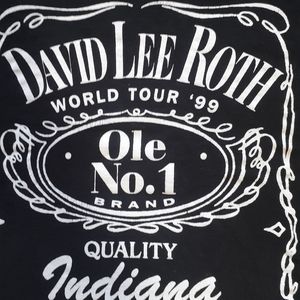 DAVID LEE ROTH
WORLD TOUR '99
Ole
No.1
BRAND
QUALITY
Indiana